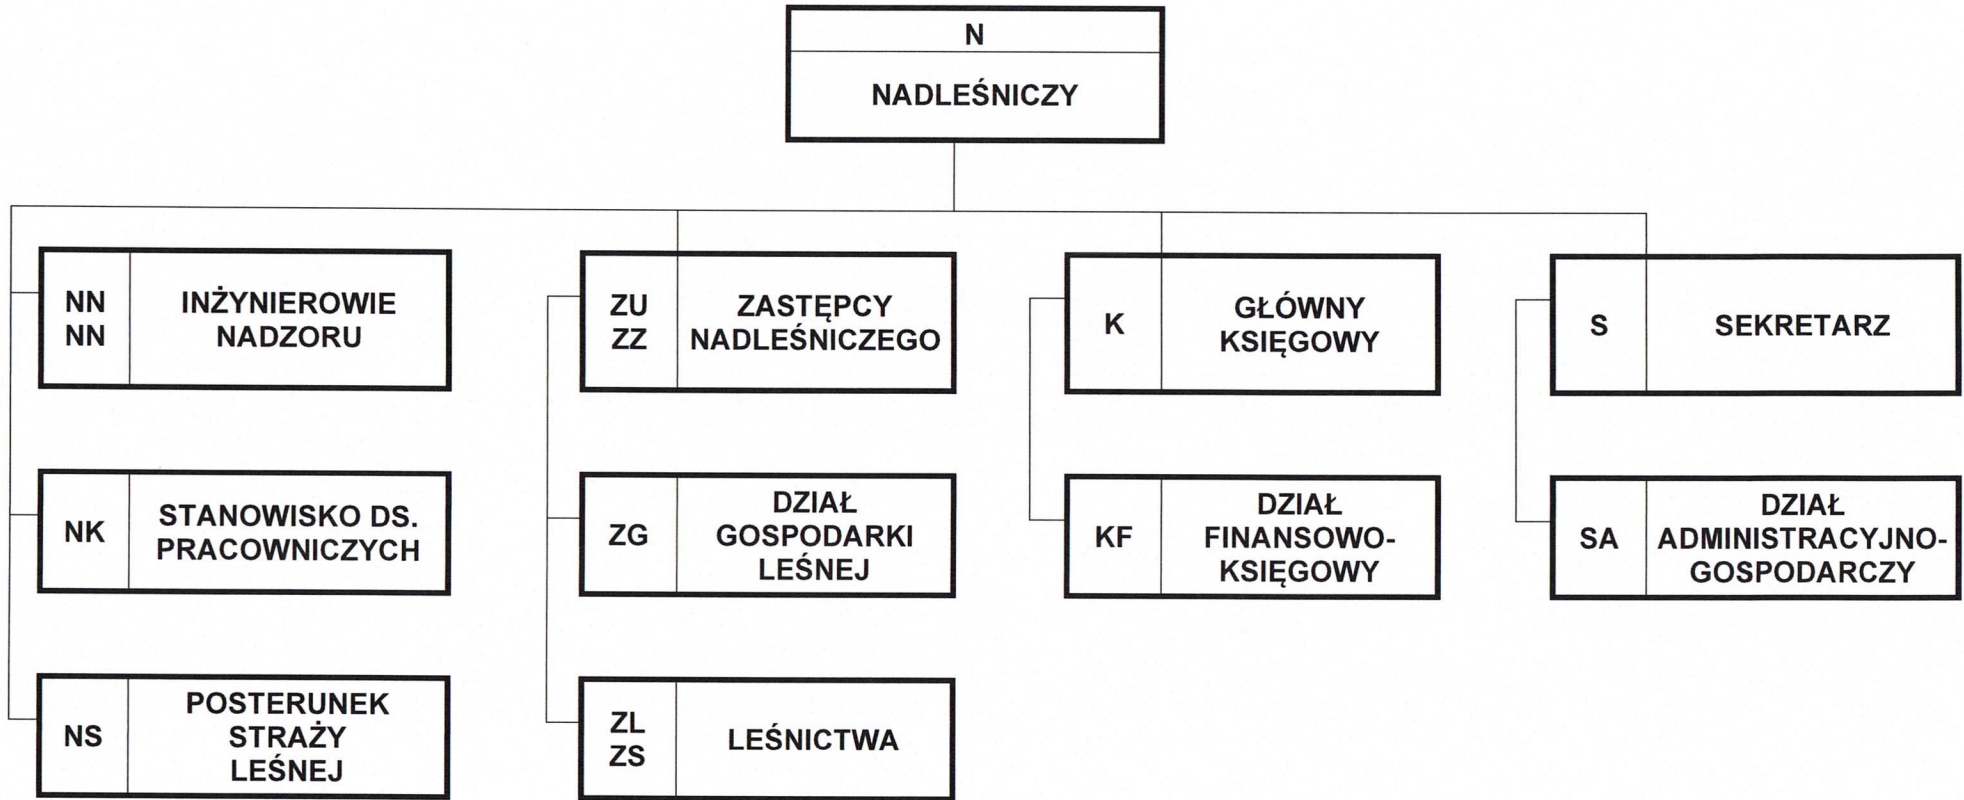 N
NADLEŚNICZY
NN
NN
INŻYNIEROWIE
NADZORU
ZU
ZZ
ZASTĘPCY
NADLEŚNICZEGO
K
GŁÓWNY
KSIĘGOWY
S
SEKRETARZ
NK
STANOWISKO DS.
PRACOWNICZYCH
ZG
DZIAŁ
GOSPODARKI
LEŚNEJ
KF
DZIAŁ
FINANSOWO-
KSIĘGOWY
SA
DZIAŁ
ADMINISTRACYJNO-
GOSPODARCZY
NS
POSTERUNEK
STRAŻY
LEŚNEJ
ZL
ZS
LEŚNICTWA